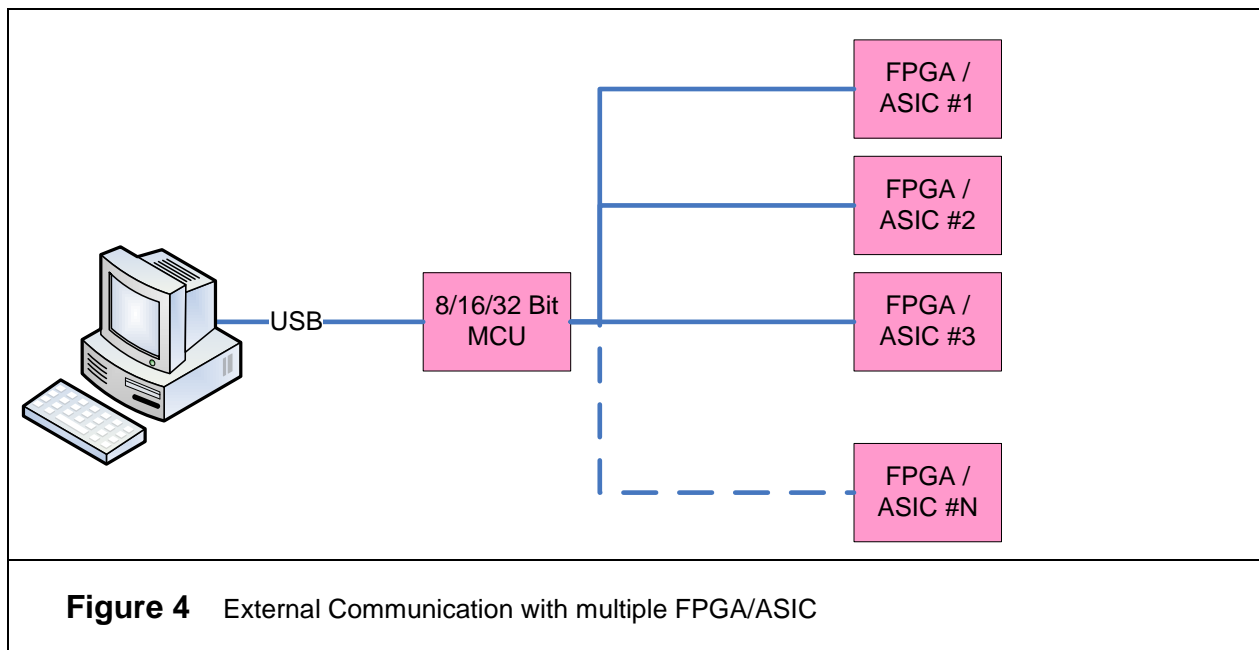 FPGA /
ASIC #1
FPGA /
ASIC #2
USB
8/16/32 Bit
MCU
FPGA /
ASIC #3
FPGA /
ASIC #N
Figure 4 External Communication with multiple FPGA/ASIC